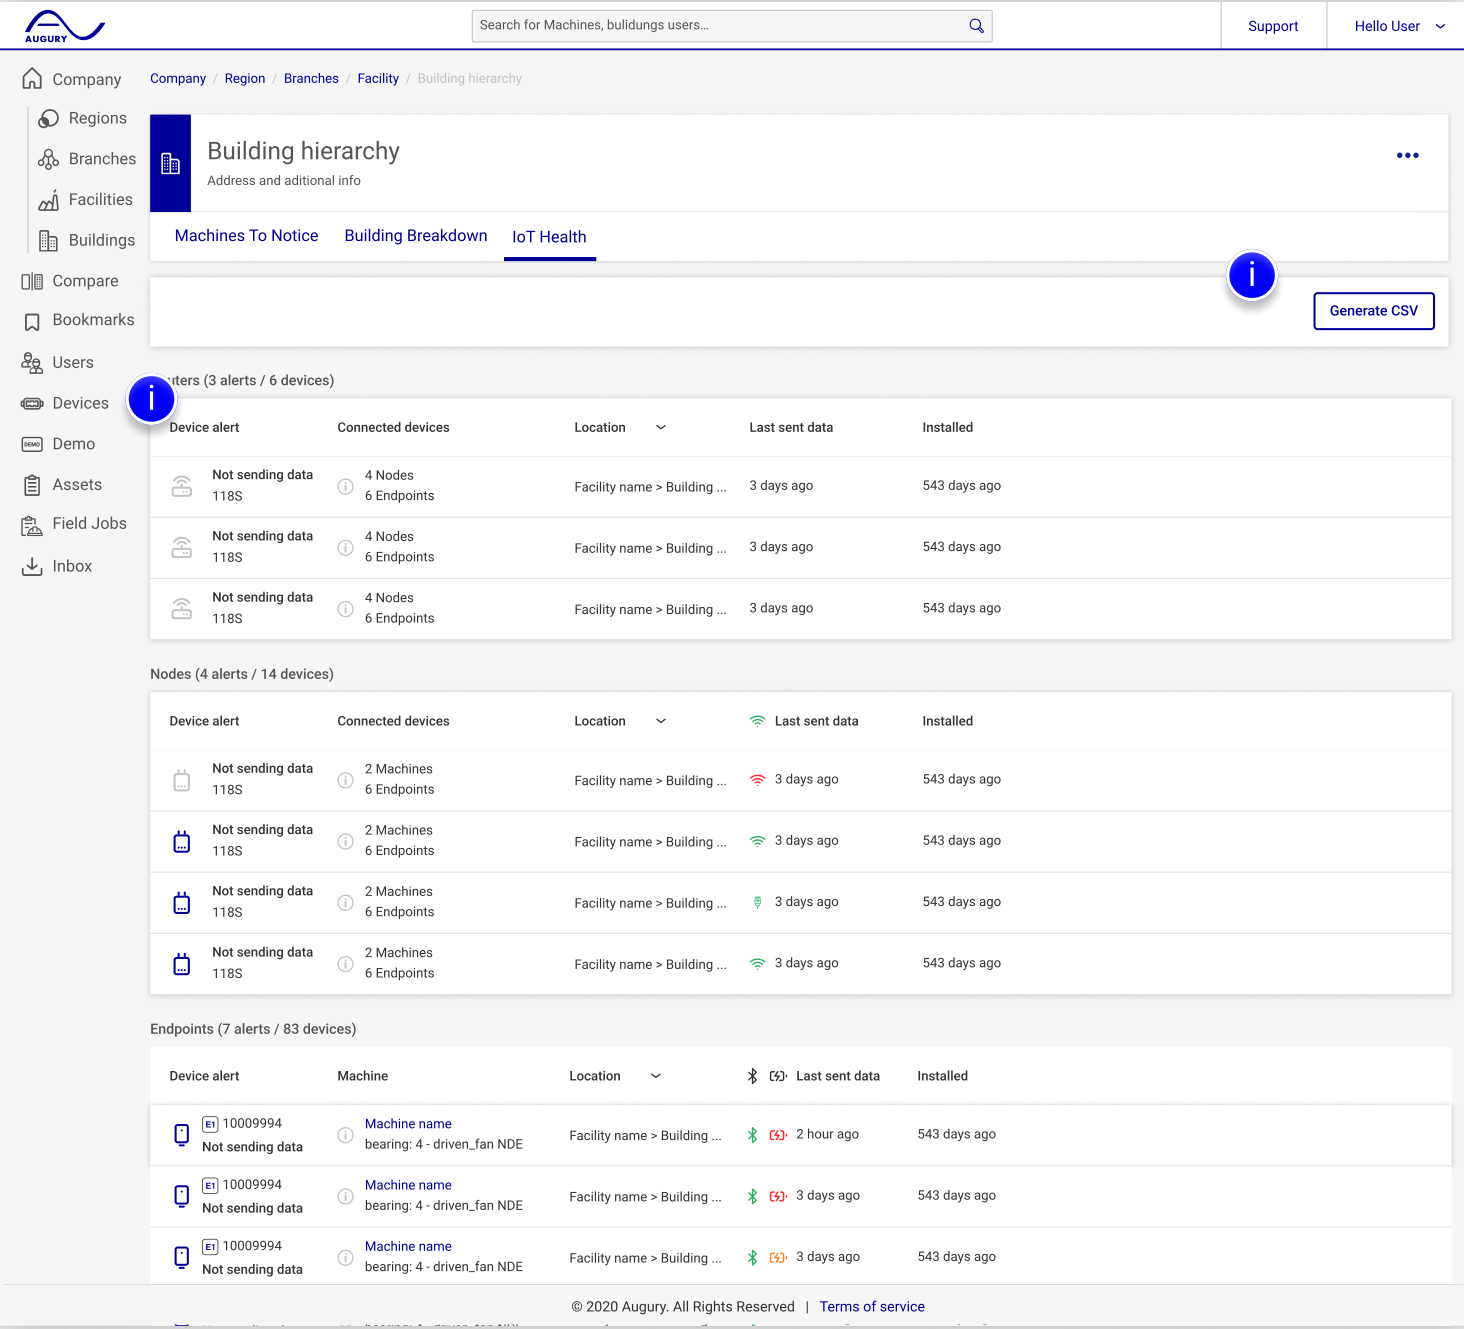 AUGURY
Search for Machines, bulidungs users...
Support
Hello User
Company
Regions
Branches
Facilities
Buildings
Compare
Bookmarks
Users
Devices
DEMO Demo
Assets
Field Jobs
Inbox
Company / Region / Branches / Facility / Building hierarchy
Building hierarchy
Address and aditional info
•••
Machines To Notice Building Breakdown IoT Health
i
Generate CSV
i
(3 alerts / 6 devices)
Device alert Connected devices Location Last sent data Installed
Not sending data 4 Nodes
118S 6 Endpoints Facility name > Building ... 3 days ago 543 days ago
Not sending data 4 Nodes
118S 6 Endpoints Facility name > Building ... 3 days ago 543 days ago
Not sending data 4 Nodes
118S 6 Endpoints Facility name > Building ... 3 days ago 543 days ago
Nodes (4 alerts / 14 devices)
Device alert Connected devices Location Last sent data Installed
Not sending data 2 Machines
118S 6 Endpoints Facility name > Building ... 3 days ago 543 days ago
Not sending data 2 Machines
118S 6 Endpoints Facility name > Building ... 3 days ago 543 days ago
Not sending data 2 Machines
118S 6 Endpoints Facility name > Building ... 3 days ago 543 days ago
Not sending data 2 Machines
118S 6 Endpoints Facility name > Building ... 3 days ago 543 days ago
Endpoints (7 alerts / 83 devices)
Device alert Machine Location Last sent data Installed
E1 10009994 Machine name
Not sending data bearing: 4 - driven_fan NDE Facility name > Building ... 2 hour ago 543 days ago
E1 10009994 Machine name
Not sending data bearing: 4 - driven_fan NDE Facility name > Building ... 3 days ago 543 days ago
E1 10009994 Machine name
Not sending data bearing: 4 - driven_fan NDE Facility name > Building ... 3 days ago 543 days ago
© 2020 Augury. All Rights Reserved | Terms of service